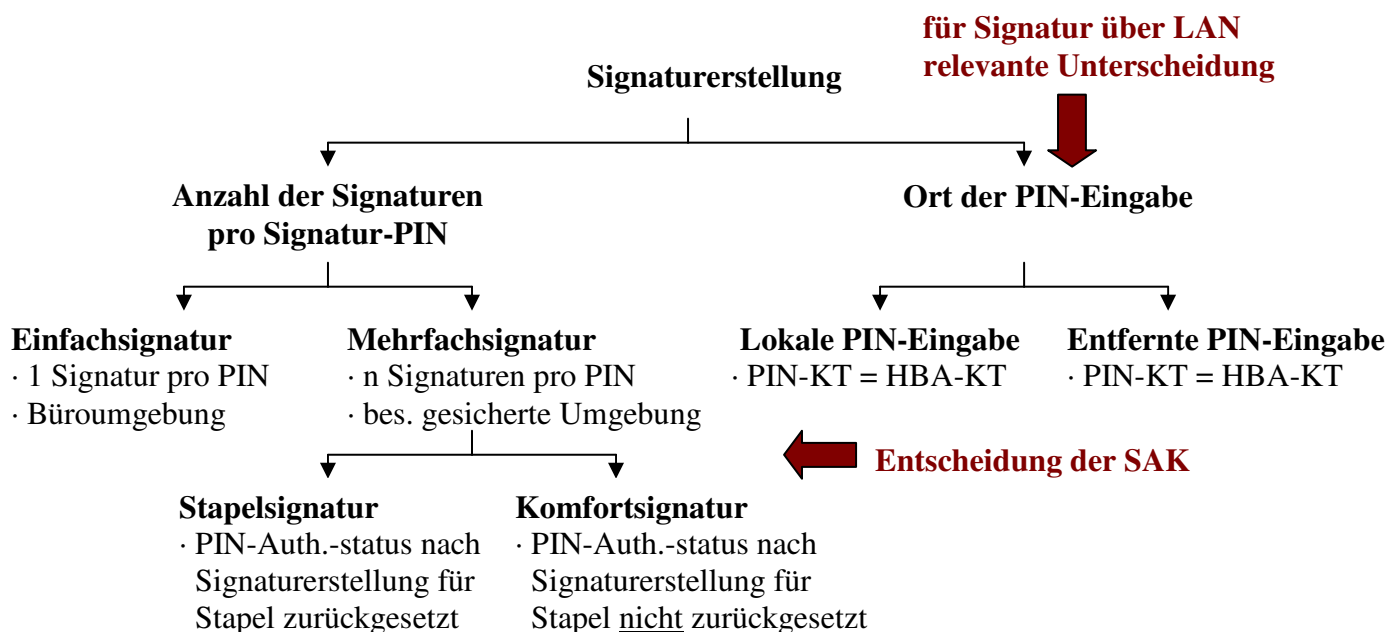 für Signatur über LAN
relevante Unterscheidung
Signaturerstellung
Anzahl der Signaturen
pro Signatur-PIN
Ort der PIN-Eingabe
Einfachsignatur
· 1 Signatur pro PIN
· Büroumgebung
Mehrfachsignatur
· n Signaturen pro PIN
· bes. gesicherte Umgebung
Lokale PIN-Eingabe
· PIN-KT = HBA-KT
Entfernte PIN-Eingabe
· PIN-KT = HBA-KT
Entscheidung der SAK
Stapelsignatur
· PIN-Auth.-status nach
Signaturerstellung für
Stapel zurückgesetzt
Komfortsignatur
· PIN-Auth.-status nach
Signaturerstellung für
Stapel nicht zurückgesetzt